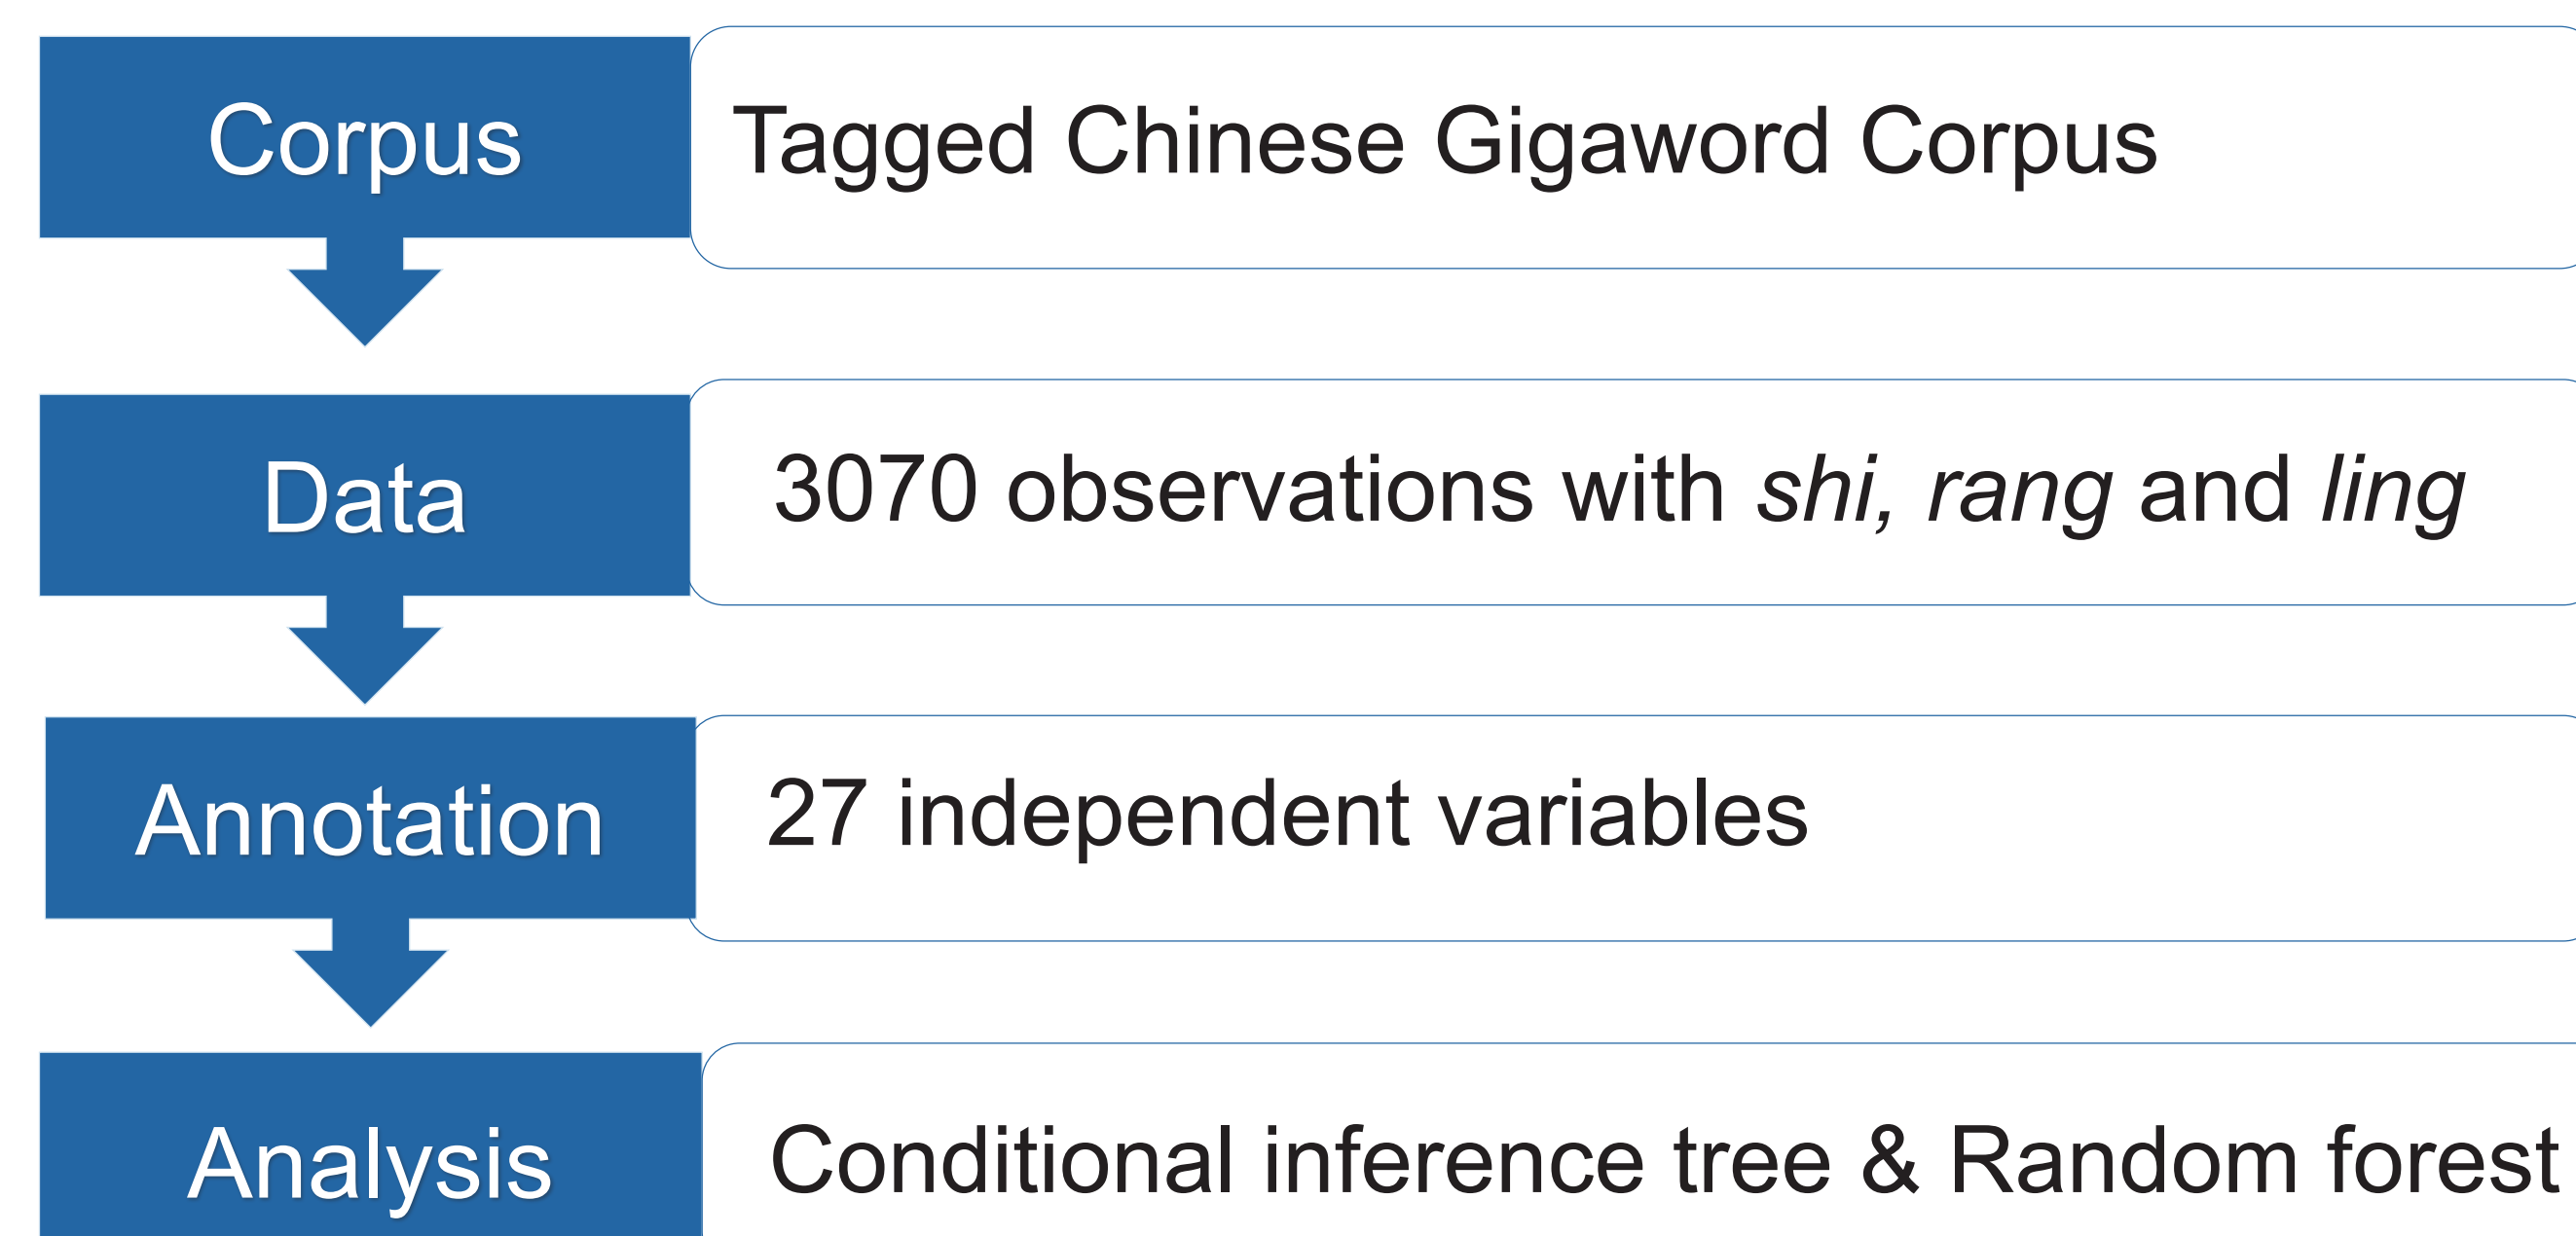 Corpus
Tagged Chinese Gigaword Corpus
Data
3070 observations with shi, rang and ling
Annotation
27 independent variables
Analysis
Conditional inference tree & Random forest